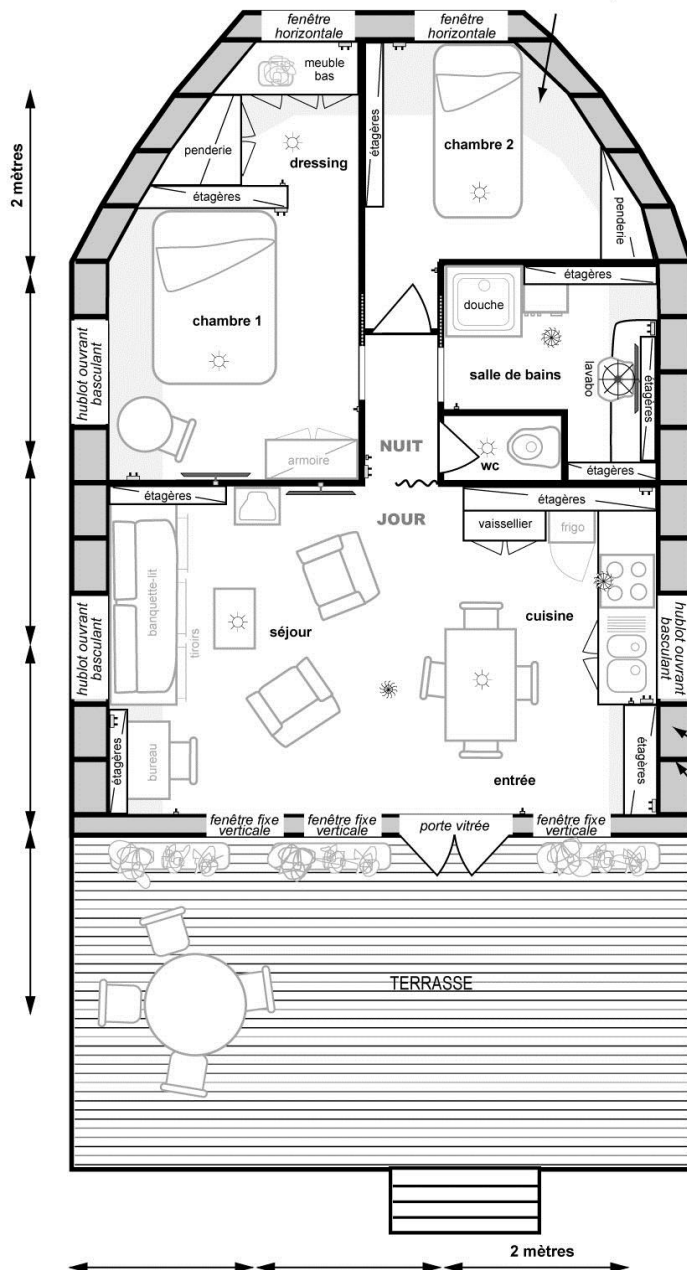 fenêtre
horizontale
fenêtre
horizontale
meuble
bas
penderie
dressing
étagères
chambre 2
2 mètres
étagères
penderie
étagères
douche
chambre 1
hublot ouvrant
basculant
salle de bains
lavabo
étagères
armoire
NUIT
wc
étagères
étagères
JOUR
étagères
vaissellier
frigo
banquette-lit
tiroirs
séjour
cuisine
hublot ouvrant
basculant
hublot ouvrant
basculant
étagères
bureau
entrée
étagères
fenêtre fixe
verticale
fenêtre fixe
verticale
porte vitrée
fenêtre fixe
verticale
TERRASSE
2 mètres